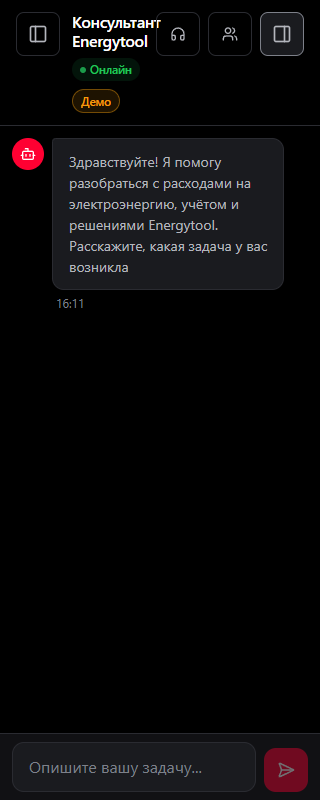 Консультант
Energytool
Онлайн
Демо
Здравствуйте! Я помогу
разобраться с расходами на
электроэнергию, учётом и
решениями Energytool.
Расскажите, какая задача у вас
возникла
16:11
Опишите вашу задачу...